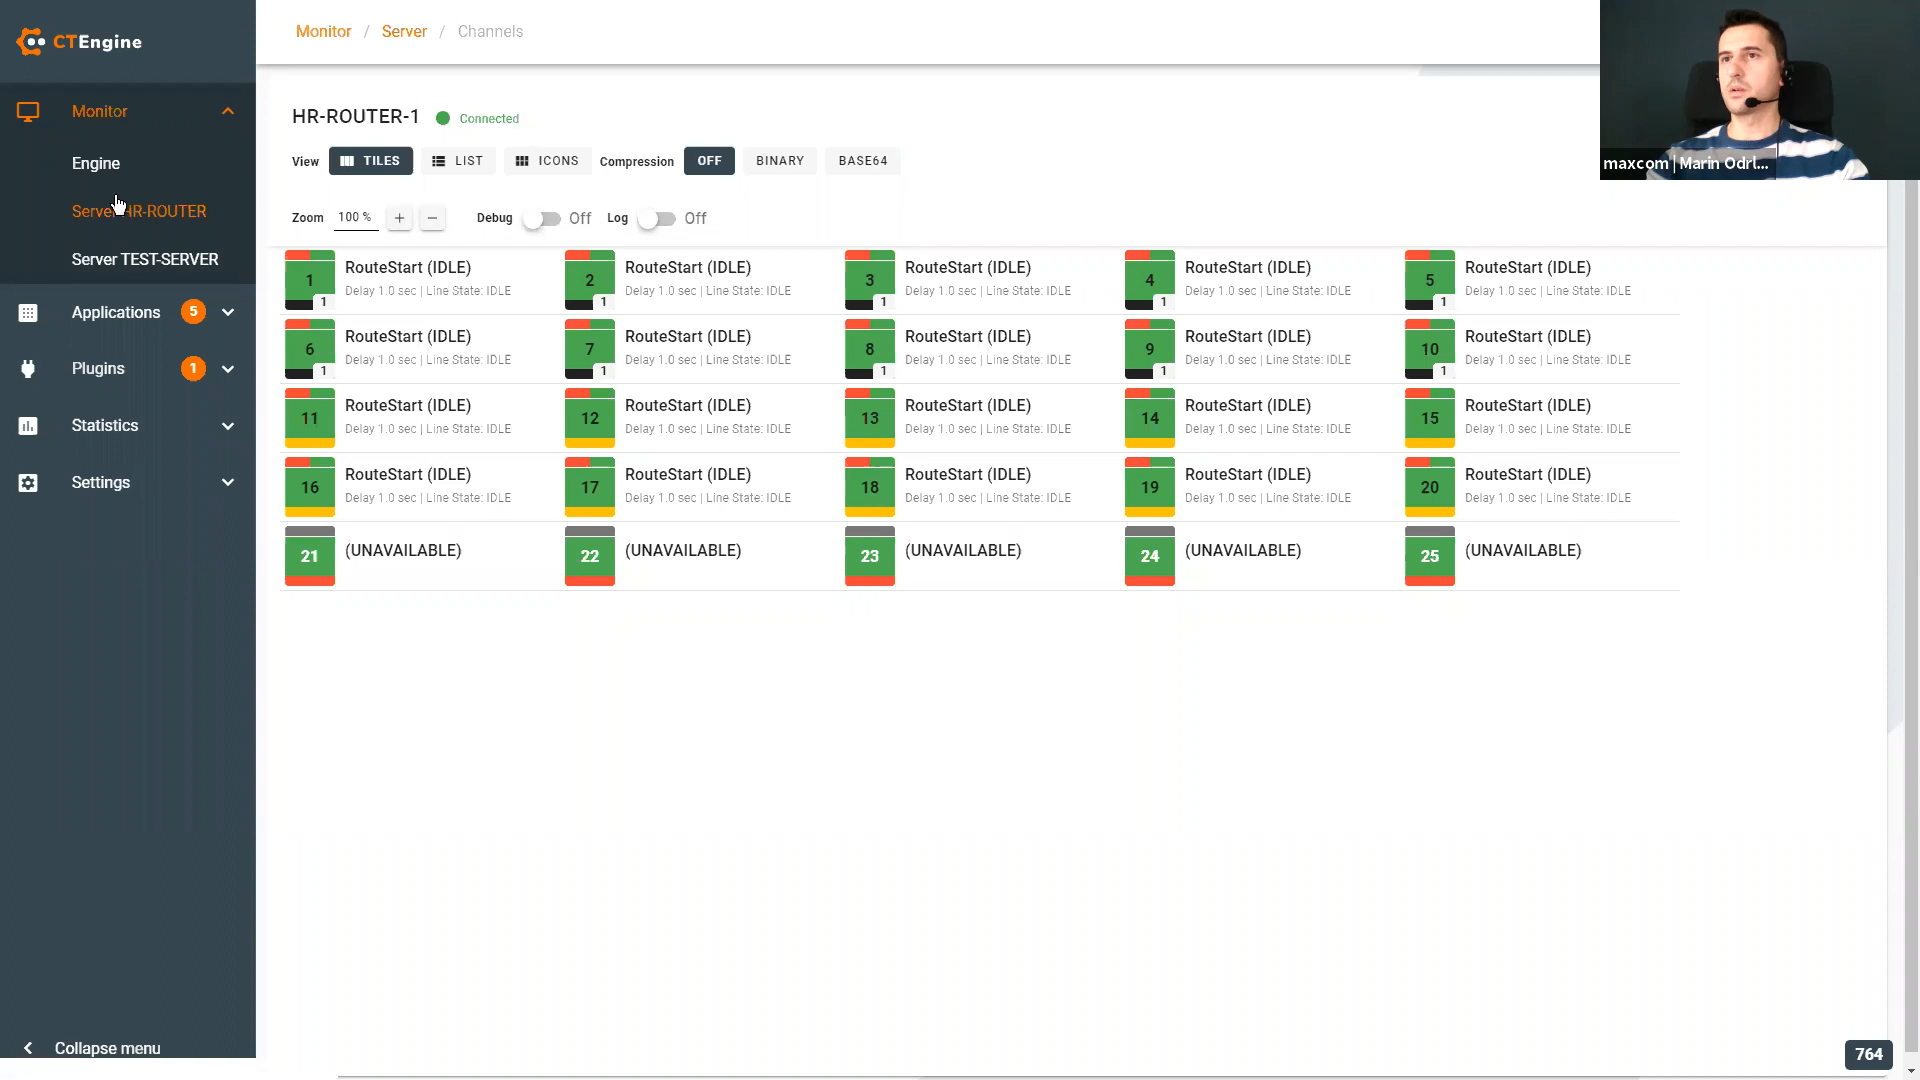 CTEngine
Monitor / Server / Channels
maxcom | Marin Odrl...
Monitor
Engine
Server HR-ROUTER
Server TEST-SERVER
Applications 5
Plugins 1
Statistics
Settings
Collapse menu
HR-ROUTER-1 Connected
View TILES LIST ICONS Compression OFF BINARY BASE64
Zoom 100 % + − Debug Off Log Off
1 RouteStart (IDLE) 2 RouteStart (IDLE) 3 RouteStart (IDLE) 4 RouteStart (IDLE) 5 RouteStart (IDLE)
Delay 1.0 sec | Line State: IDLE Delay 1.0 sec | Line State: IDLE Delay 1.0 sec | Line State: IDLE Delay 1.0 sec | Line State: IDLE Delay 1.0 sec | Line State: IDLE
1 1 1 1 1
6 RouteStart (IDLE) 7 RouteStart (IDLE) 8 RouteStart (IDLE) 9 RouteStart (IDLE) 10 RouteStart (IDLE)
Delay 1.0 sec | Line State: IDLE Delay 1.0 sec | Line State: IDLE Delay 1.0 sec | Line State: IDLE Delay 1.0 sec | Line State: IDLE Delay 1.0 sec | Line State: IDLE
1 1 1 1 1
11 RouteStart (IDLE) 12 RouteStart (IDLE) 13 RouteStart (IDLE) 14 RouteStart (IDLE) 15 RouteStart (IDLE)
Delay 1.0 sec | Line State: IDLE Delay 1.0 sec | Line State: IDLE Delay 1.0 sec | Line State: IDLE Delay 1.0 sec | Line State: IDLE Delay 1.0 sec | Line State: IDLE
16 RouteStart (IDLE) 17 RouteStart (IDLE) 18 RouteStart (IDLE) 19 RouteStart (IDLE) 20 RouteStart (IDLE)
Delay 1.0 sec | Line State: IDLE Delay 1.0 sec | Line State: IDLE Delay 1.0 sec | Line State: IDLE Delay 1.0 sec | Line State: IDLE Delay 1.0 sec | Line State: IDLE
21 (UNAVAILABLE) 22 (UNAVAILABLE) 23 (UNAVAILABLE) 24 (UNAVAILABLE) 25 (UNAVAILABLE)
764